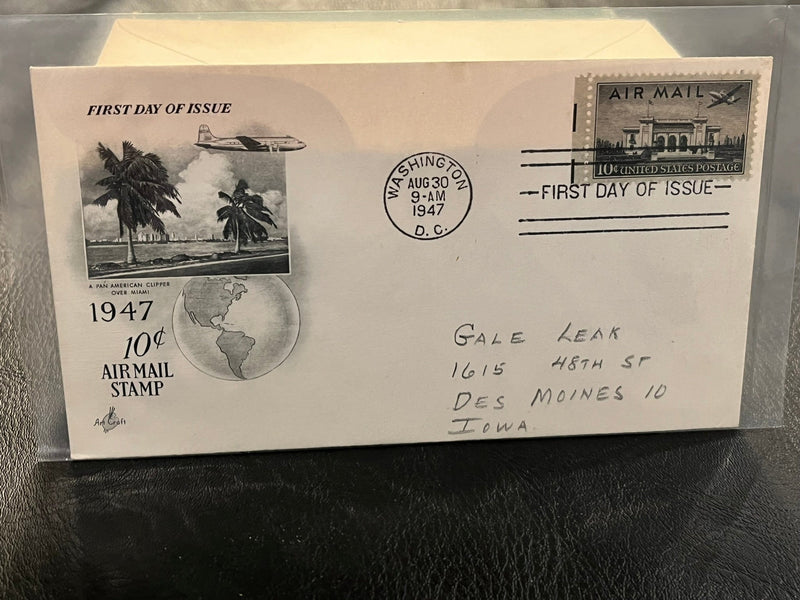 FIRST DAY OF ISSUE
A PAN AMERICAN CLIPPER
OVER MIAMI
1947
10¢
AIR MAIL
STAMP
Art Craft
WASHINGTON
AUG 30
9-AM
1947
D. C.
AIR MAIL
10¢ UNITED STATES POSTAGE
FIRST DAY OF ISSUE
GALE LEAK
1615 48TH ST
DES MOINES 10
IOWA.